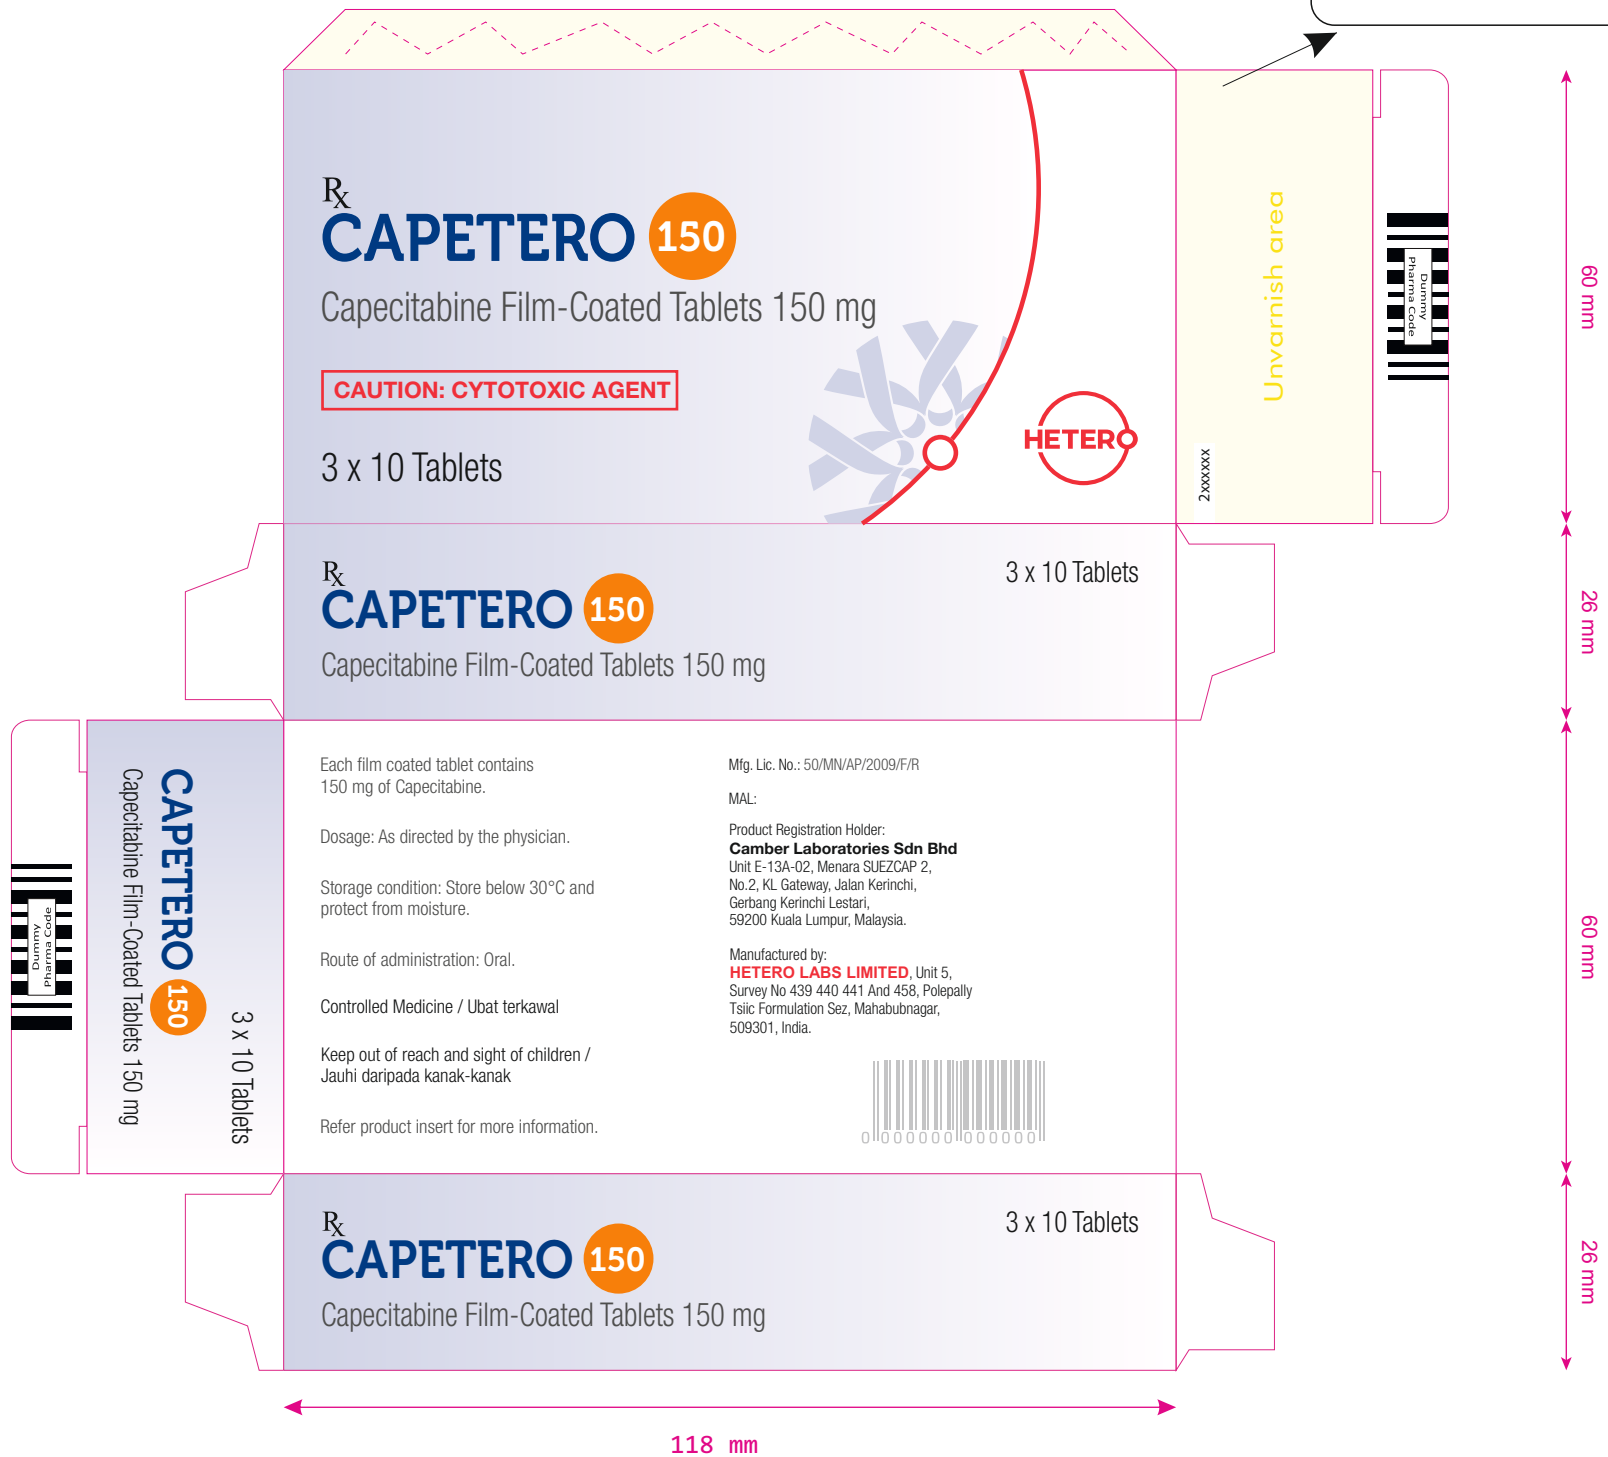 Rx
CAPETERO 150
Capecitabine Film-Coated Tablets 150 mg
CAUTION: CYTOTOXIC AGENT
3 x 10 Tablets
HETERO
Unvarnish area
2xxxxxx
Dummy
Pharma Code
60 mm
Rx
CAPETERO 150
Capecitabine Film-Coated Tablets 150 mg
3 x 10 Tablets
26 mm
Dummy
Pharma Code
CAPETERO 150
Capecitabine Film-Coated Tablets 150 mg
3 x 10 Tablets
Each film coated tablet contains
150 mg of Capecitabine.
Dosage: As directed by the physician.
Storage condition: Store below 30°C and
protect from moisture.
Route of administration: Oral.
Controlled Medicine / Ubat terkawal
Keep out of reach and sight of children /
Jauhi daripada kanak-kanak
Refer product insert for more information.
Mfg. Lic. No.: 50/MN/AP/2009/F/R
MAL:
Product Registration Holder:
Camber Laboratories Sdn Bhd
Unit E-13A-02, Menara SUEZCAP 2,
No.2, KL Gateway, Jalan Kerinchi,
Gerbang Kerinchi Lestari,
59200 Kuala Lumpur, Malaysia.
Manufactured by:
HETERO LABS LIMITED, Unit 5,
Survey No 439 440 441 And 458, Polepally
Tsiic Formulation Sez, Mahabubnagar,
509301, India.
0 000000 000000
60 mm
Rx
CAPETERO 150
Capecitabine Film-Coated Tablets 150 mg
3 x 10 Tablets
26 mm
118 mm